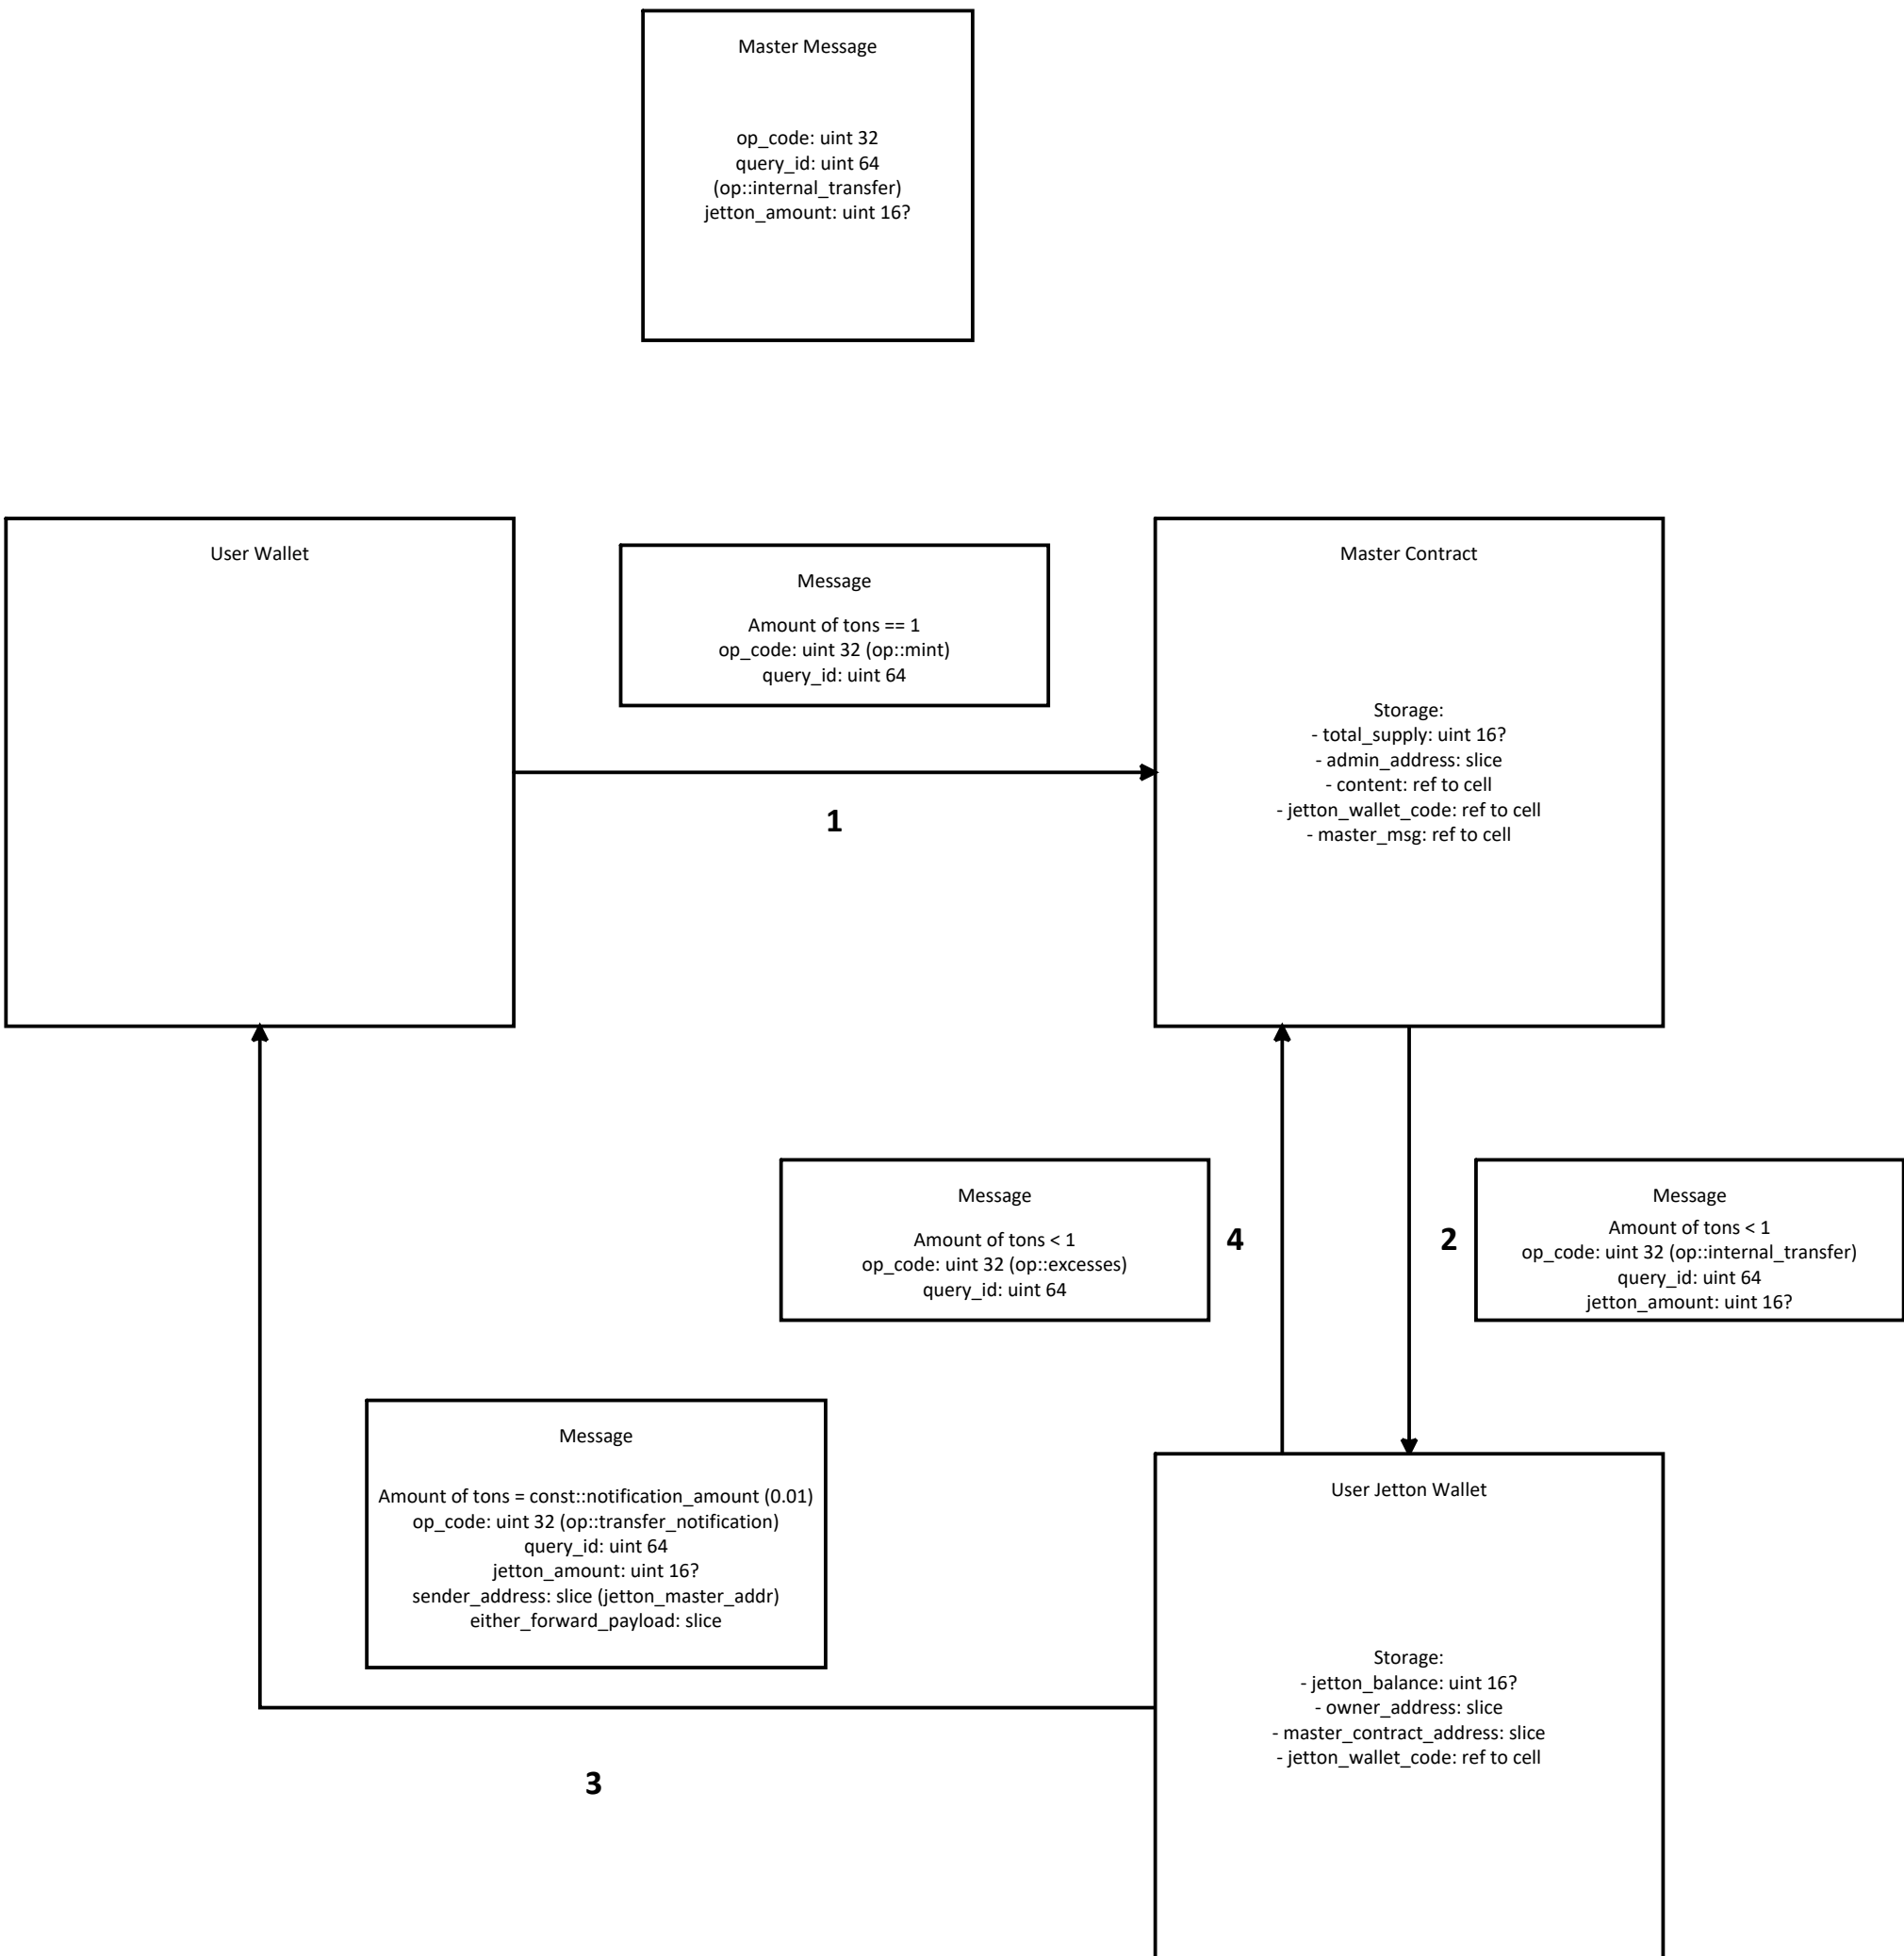 Master Message
op_code: uint 32
query_id: uint 64
(op::internal_transfer)
jetton_amount: uint 16?
User Wallet
Message
Amount of tons == 1
op_code: uint 32 (op::mint)
query_id: uint 64
1
Master Contract
Storage:
- total_supply: uint 16?
- admin_address: slice
- content: ref to cell
- jetton_wallet_code: ref to cell
- master_msg: ref to cell
Message
Amount of tons < 1
op_code: uint 32 (op::excesses)
query_id: uint 64
4
2
Message
Amount of tons < 1
op_code: uint 32 (op::internal_transfer)
query_id: uint 64
jetton_amount: uint 16?
Message
Amount of tons = const::notification_amount (0.01)
op_code: uint 32 (op::transfer_notification)
query_id: uint 64
jetton_amount: uint 16?
sender_address: slice (jetton_master_addr)
either_forward_payload: slice
3
User Jetton Wallet
Storage:
- jetton_balance: uint 16?
- owner_address: slice
- master_contract_address: slice
- jetton_wallet_code: ref to cell